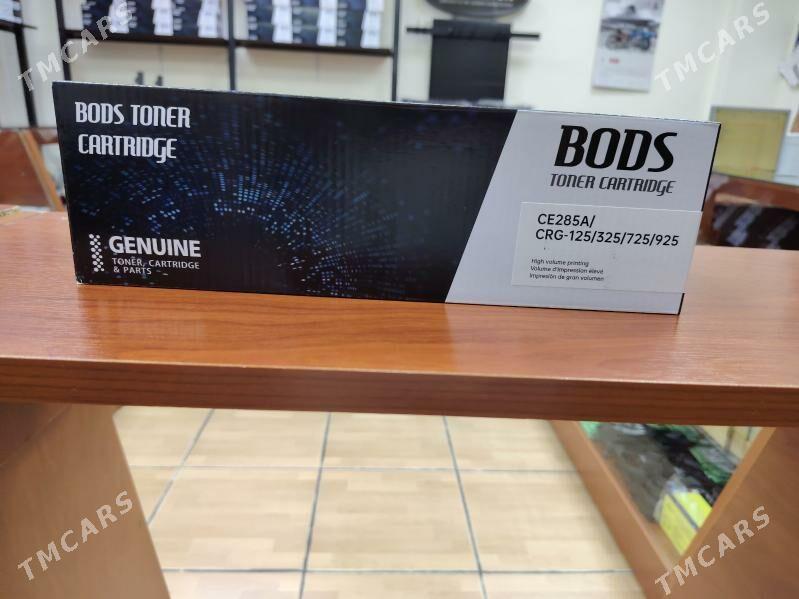 TMCARS
TMCARS
BODS TONER
CARTRIDGE
GENUINE
TONER, CARTRIDGE
& PARTS
BODS
TONER CARTRIDGE
CE285A/
CRG-125/325/725/925
High volume printing
Volume d'impression élevé
Impresión de gran volumen
TMCARS
TMCARS